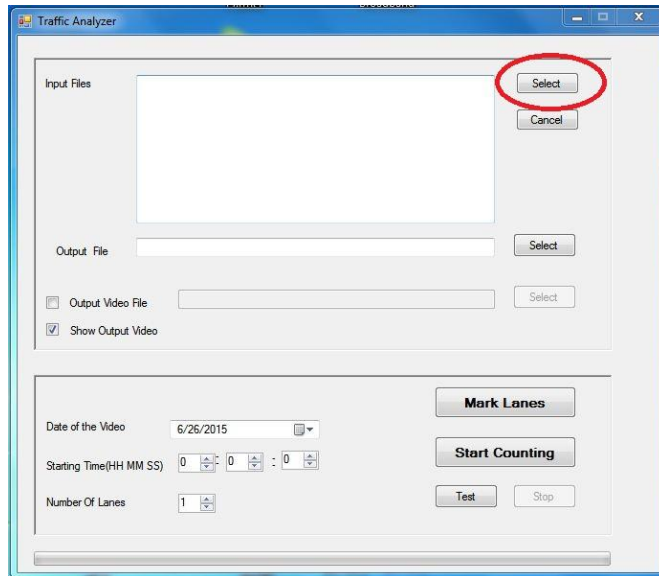 Traffic Analyzer
Input Files
Select
Cancel
Output File
Select
Output Video File
Select
Show Output Video
Mark Lanes
Date of the Video
6/26/2015
Start Counting
Starting Time(HH MM SS)
0 : 0 : 0
Number Of Lanes
1
Test
Stop